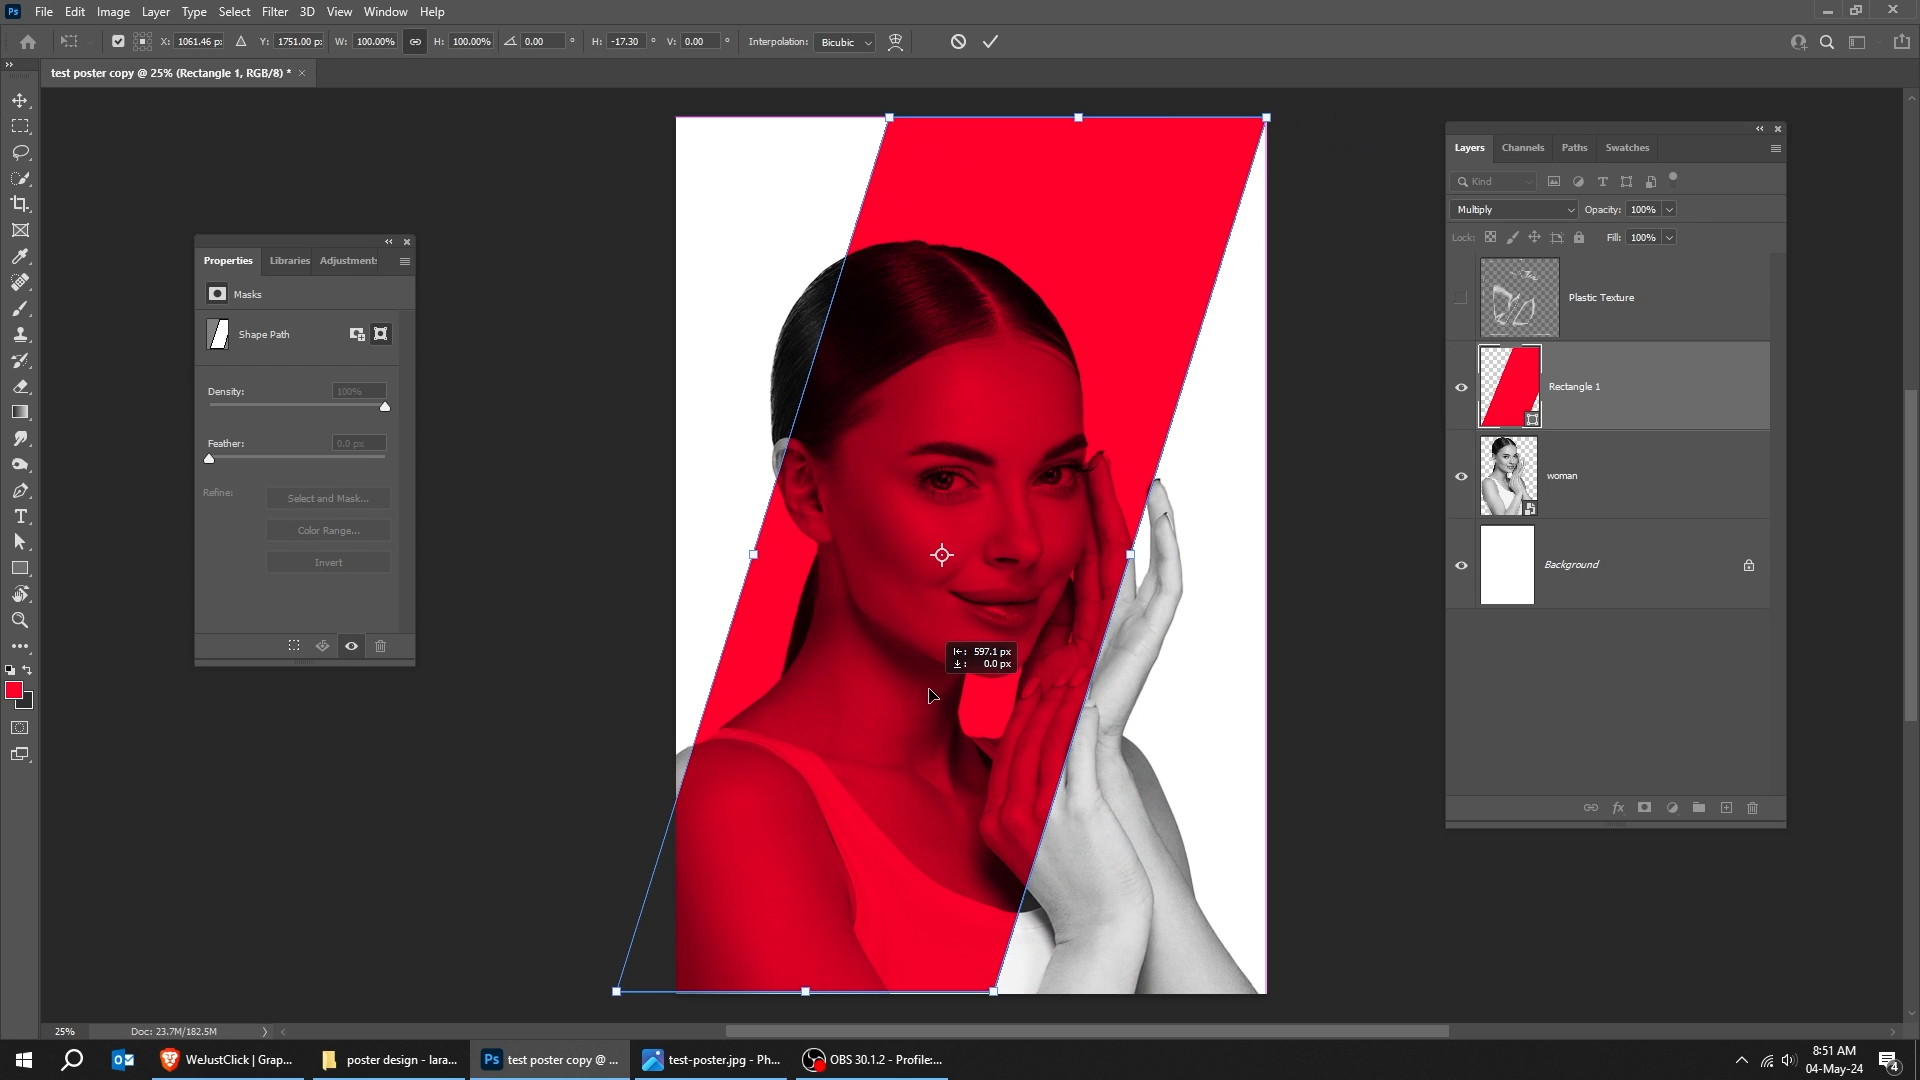 Ps File Edit Image Layer Type Select Filter 3D View Window Help
X: 1061.46 p: Y: 1751.00 p: W: 100.00% H: 100.00% 0.00 ° H: -17.30 ° V: 0.00 ° Interpolation: Bicubic
test poster copy @ 25% (Rectangle 1, RGB/8) * ×
Properties Libraries Adjustment:
Masks
Shape Path
Density: 100%
Feather: 0.0 px
Refine: Select and Mask...
Color Range...
Invert
597.1 px
0.0 px
Layers Channels Paths Swatches
Kind
Multiply Opacity: 100%
Lock: Fill: 100%
Plastic Texture
Rectangle 1
woman
Background
25% Doc: 23.7M/182.5M
WeJustClick | Grap...
poster design - lara...
Ps test poster copy @ ...
test-poster.jpg - Ph...
OBS 30.1.2 - Profile:...
8:51 AM
04-May-24
4